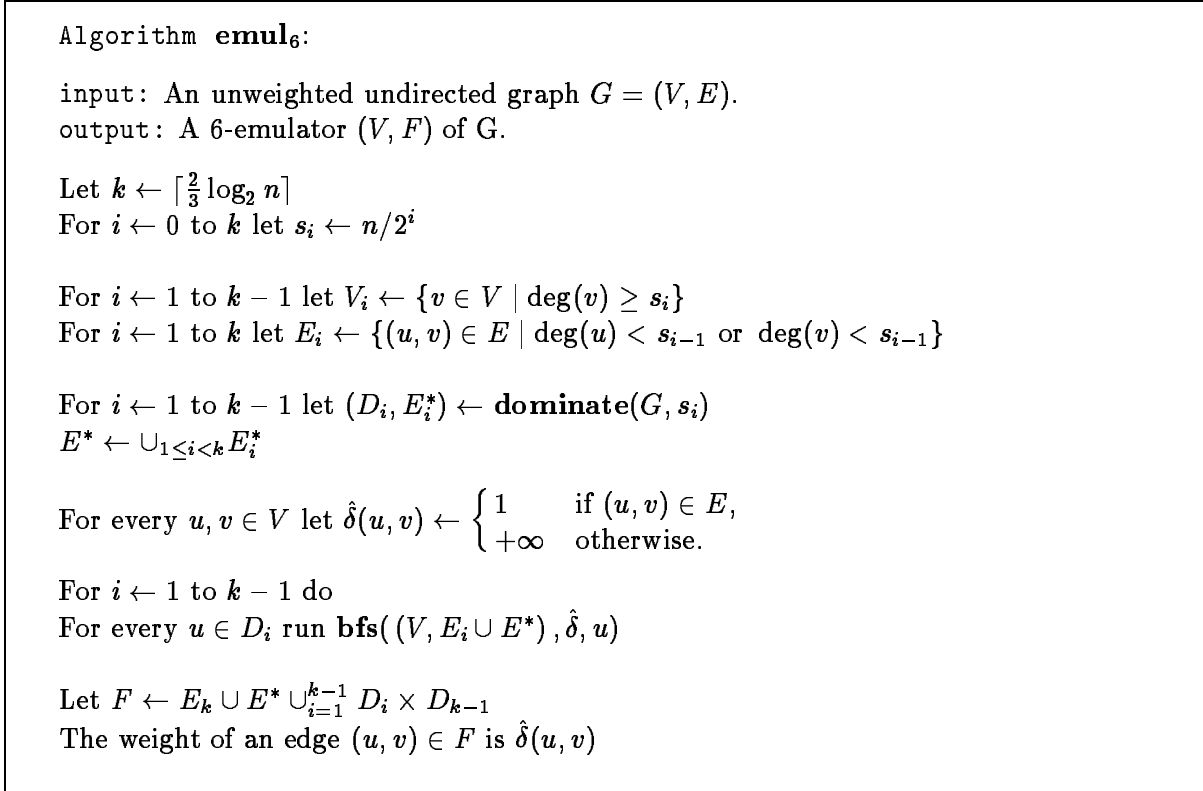 Algorithm emul₆:
input: An unweighted undirected graph G = (V, E).
output: A 6-emulator (V, F) of G.
Let k ← ⌈2/3 log₂ n⌉
For i ← 0 to k let sᵢ ← n/2ⁱ
For i ← 1 to k − 1 let Vᵢ ← {v ∈ V | deg(v) ≥ sᵢ}
For i ← 1 to k let Eᵢ ← {(u, v) ∈ E | deg(u) < sᵢ₋₁ or deg(v) < sᵢ₋₁}
For i ← 1 to k − 1 let (Dᵢ, Eᵢ*) ← dominate(G, sᵢ)
E* ← ∪₁≤ᵢ<ₖ Eᵢ*
For every u, v ∈ V let δ̂(u, v) ← { 1 if (u, v) ∈ E,
+∞ otherwise.
For i ← 1 to k − 1 do
For every u ∈ Dᵢ run bfs( (V, Eᵢ ∪ E*) , δ̂, u)
Let F ← Eₖ ∪ E* ∪ᵢ₌₁ᵏ⁻¹ Dᵢ × Dₖ₋₁
The weight of an edge (u, v) ∈ F is δ̂(u, v)